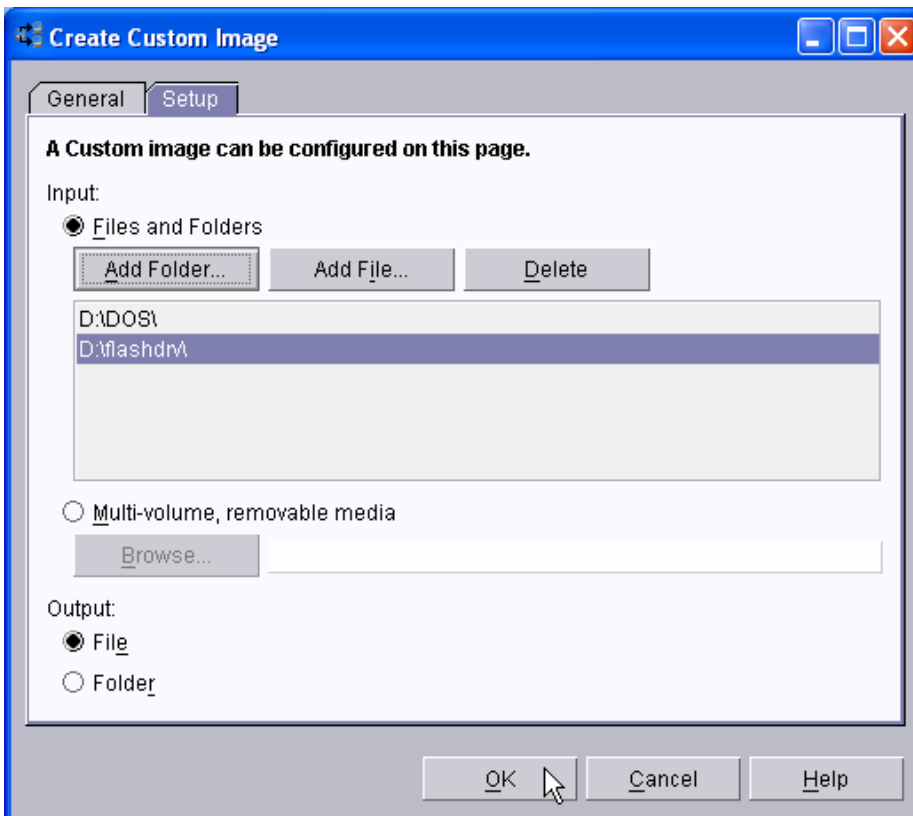 Create Custom Image
General Setup
A Custom image can be configured on this page.
Input:
Files and Folders
Add Folder... Add File... Delete
D:\DOS\
D:\flashdrv\
Multi-volume, removable media
Browse...
Output:
File
Folder
OK Cancel Help